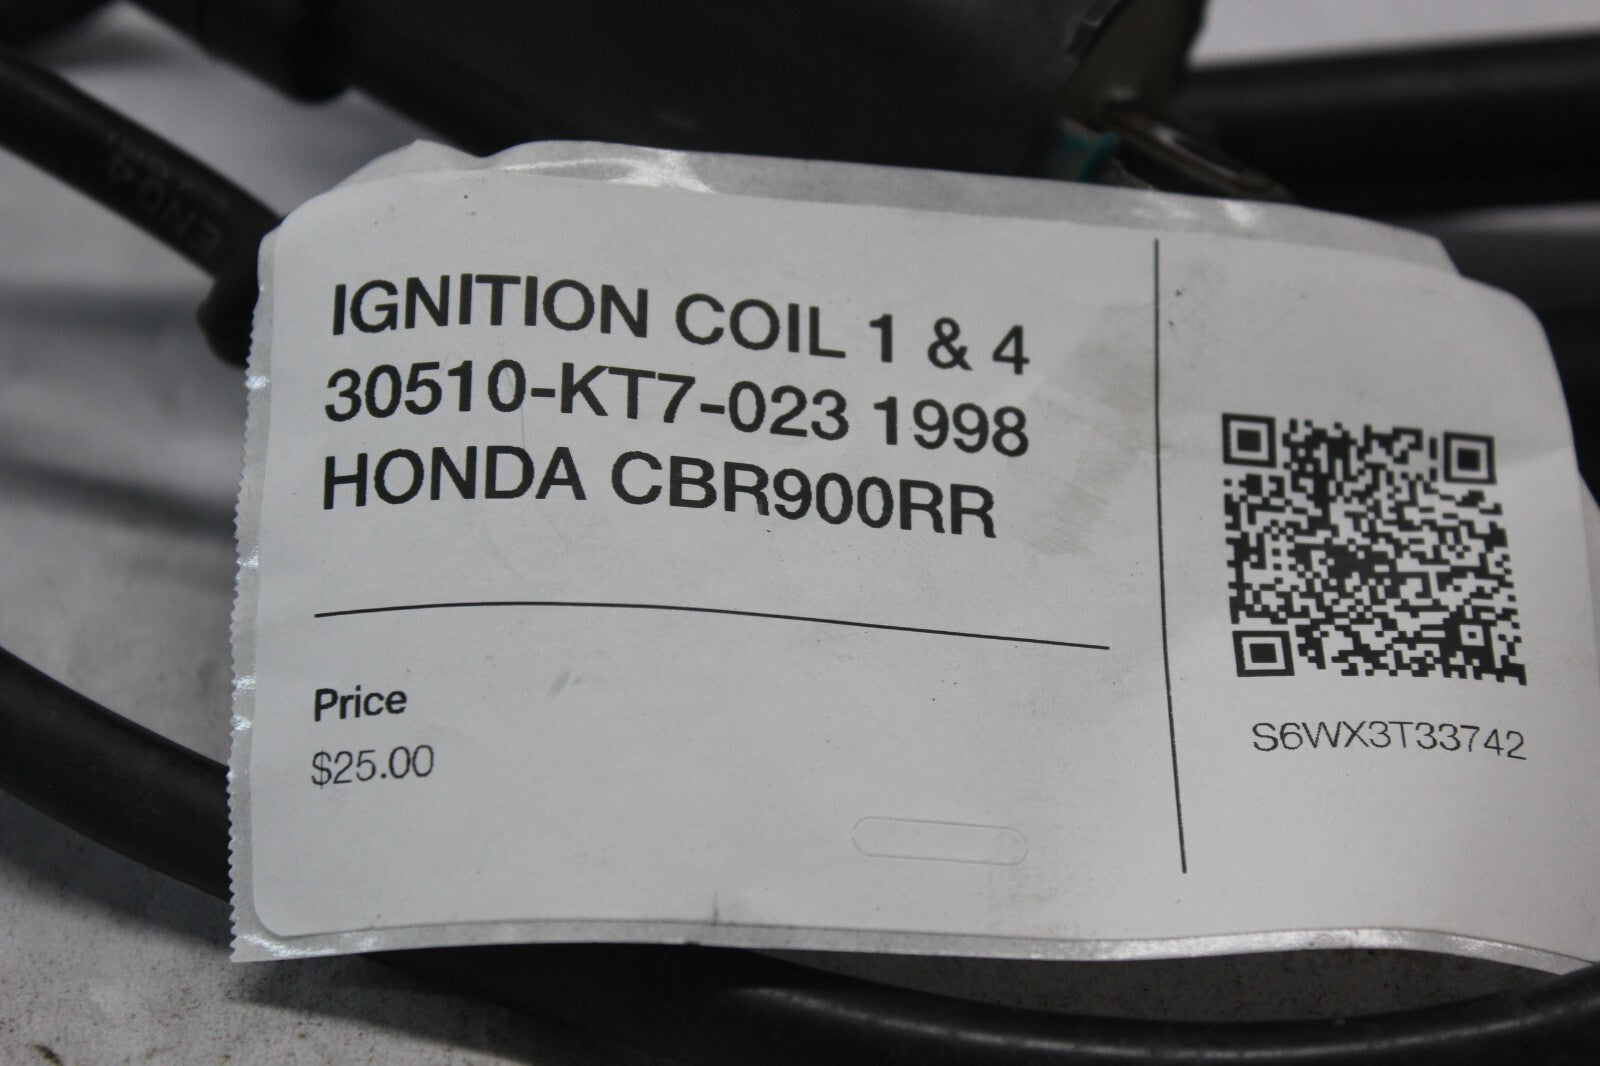 IGNITION COIL 1 & 4
30510-KT7-023 1998
HONDA CBR900RR
Price
$25.00
S6WX3T33742